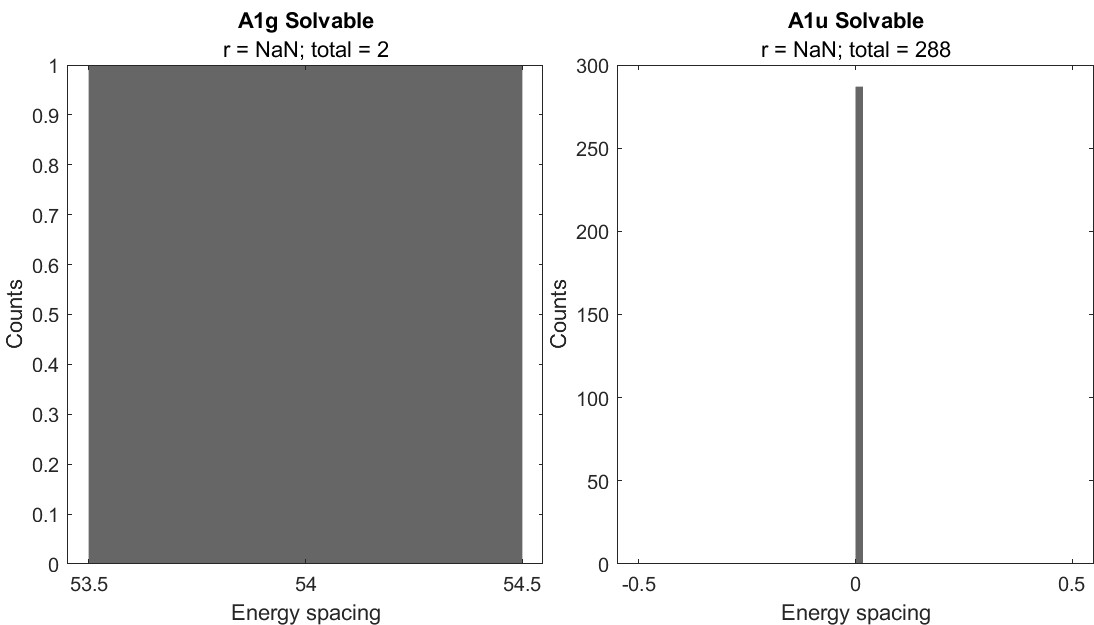 A1g Solvable
r = NaN; total = 2
1
0.9
0.8
0.7
0.6
0.5
0.4
0.3
0.2
0.1
0
Counts
53.5 54 54.5
Energy spacing
A1u Solvable
r = NaN; total = 288
300
250
200
150
100
50
0
Counts
-0.5 0 0.5
Energy spacing